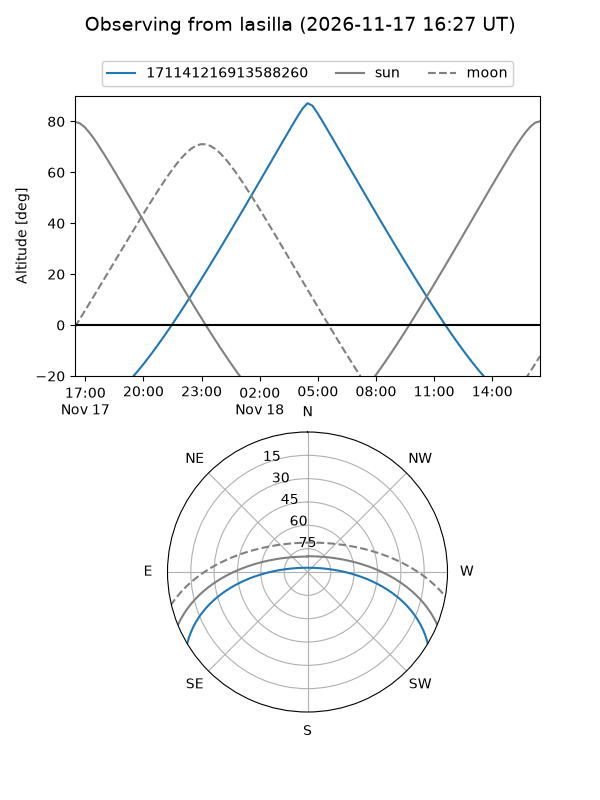 Observing from lasilla (2026-11-17 16:27 UT)
171141216913588260 sun moon
Altitude [deg]
80
60
40
20
0
−20
17:00 20:00 23:00 02:00 05:00 08:00 11:00 14:00
Nov 17 Nov 18
N
NE NW
15
30
45
60
75
E W
SE SW
S